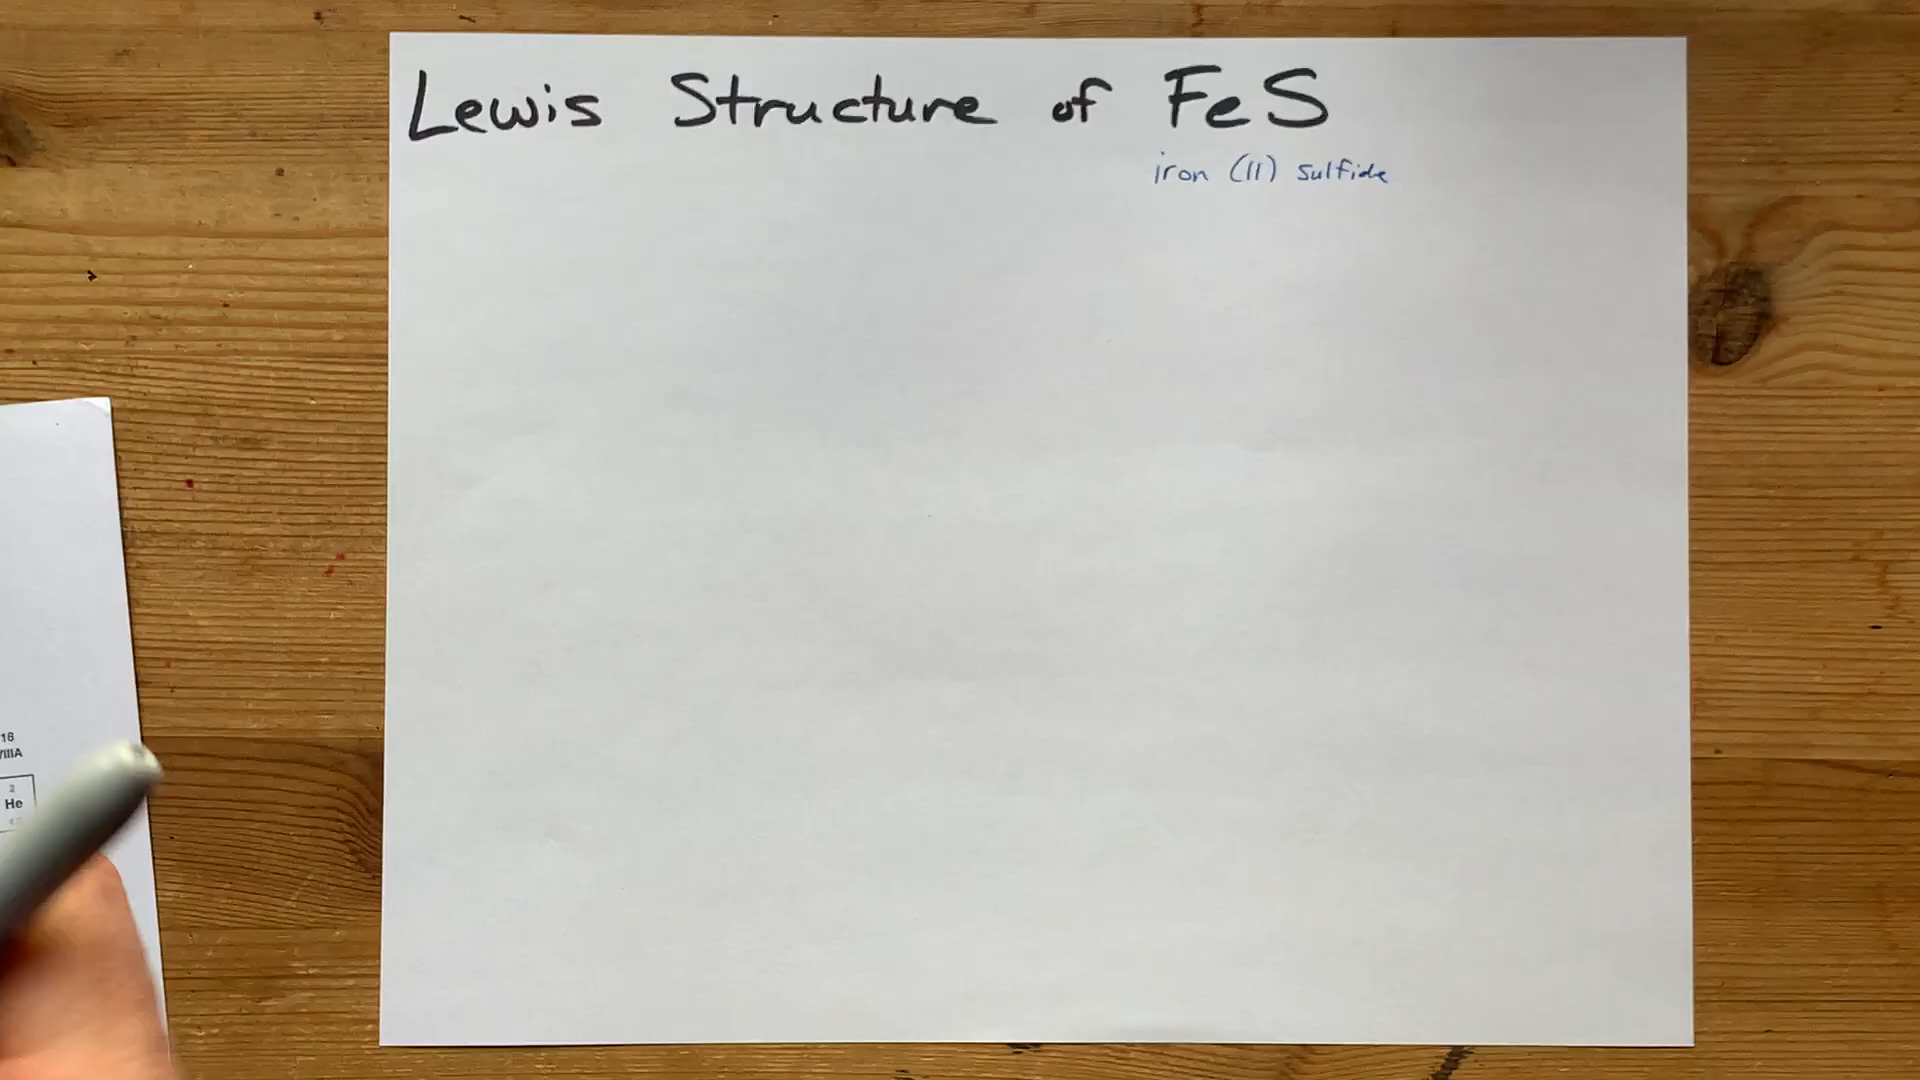 Lewis Structure of FeS
iron (II) sulfide
18
VIIIA
2
He